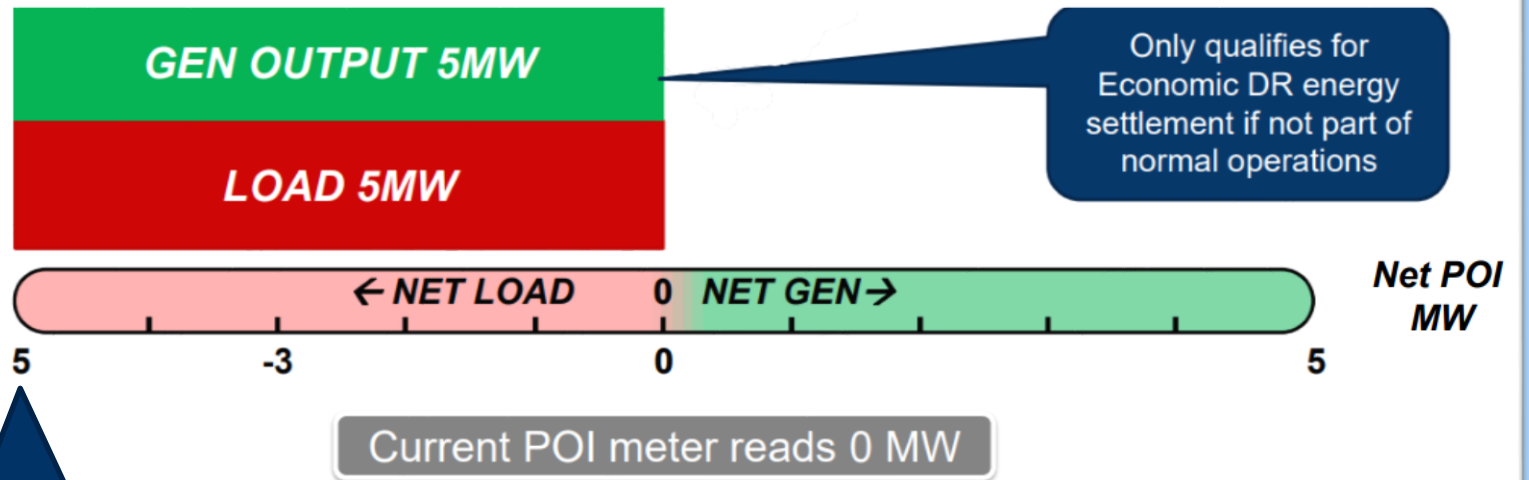 GEN OUTPUT 5MW
Only qualifies for
Economic DR energy
settlement if not part of
normal operations
LOAD 5MW
← NET LOAD 0 NET GEN→
Net POI
MW
5 -3 0 5
Current POI meter reads 0 MW